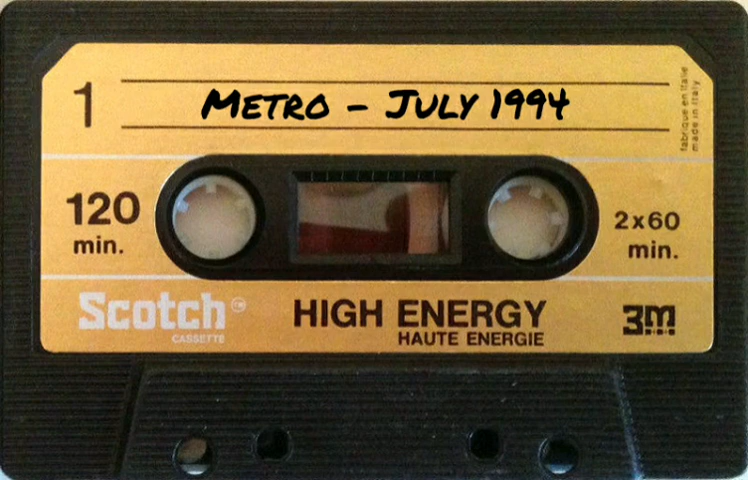 1
METRO - JULY 1994
fabriqué en Italie
made in Italy
120
min.
2x60
min.
Scotch TM
CASSETTE
HIGH ENERGY
HAUTE ENERGIE
3M